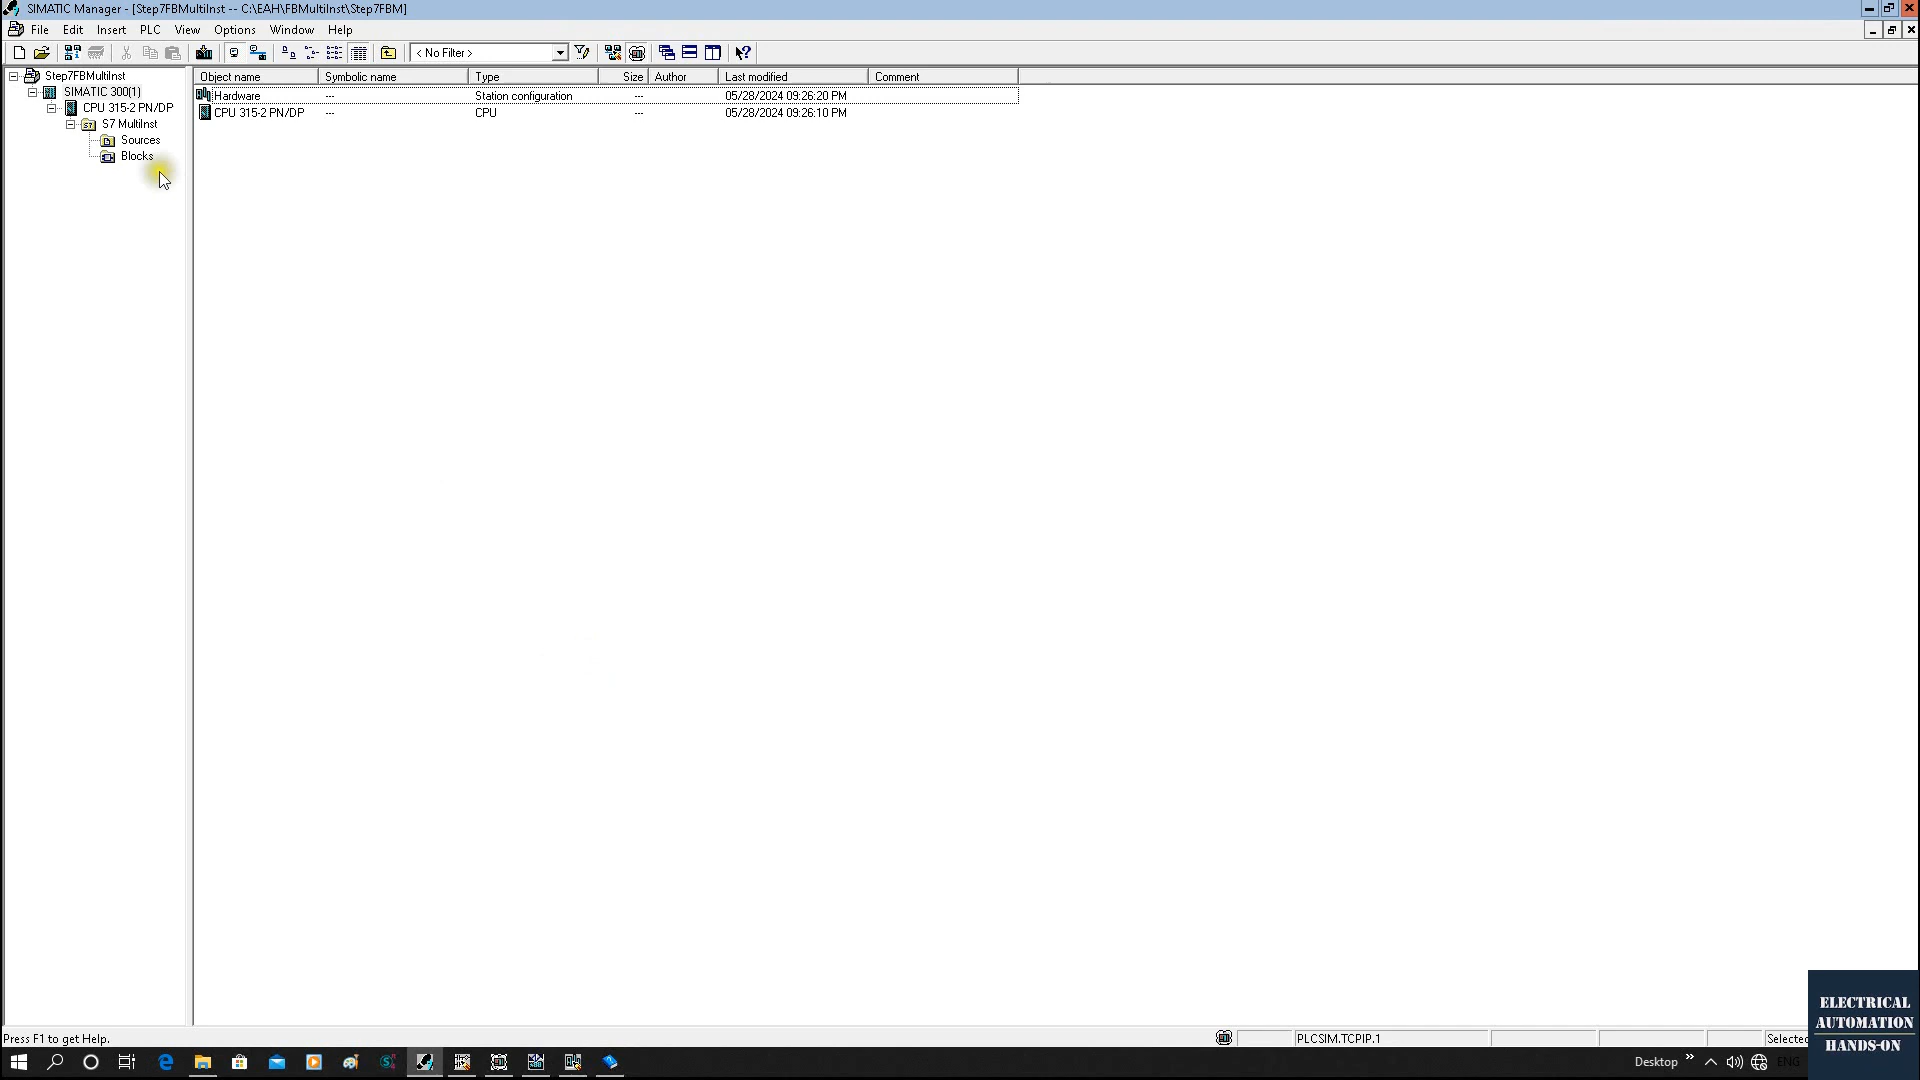 SIMATIC Manager - [Step7FBMultiInst -- C:\EAH\FBMultiInst\Step7FBM]
File Edit Insert PLC View Options Window Help
< No Filter >
Step7FBMultiInst
SIMATIC 300(1)
CPU 315-2 PN/DP
S7 MultiInst
Sources
Blocks
Object name Symbolic name Type Size Author Last modified Comment
Hardware --- Station configuration --- 05/28/2024 09:26:20 PM
CPU 315-2 PN/DP --- CPU --- 05/28/2024 09:26:10 PM
Press F1 to get Help.
PLCSIM.TCPIP.1
Selected
Desktop
ENG
ELECTRICAL
AUTOMATION
HANDS-ON